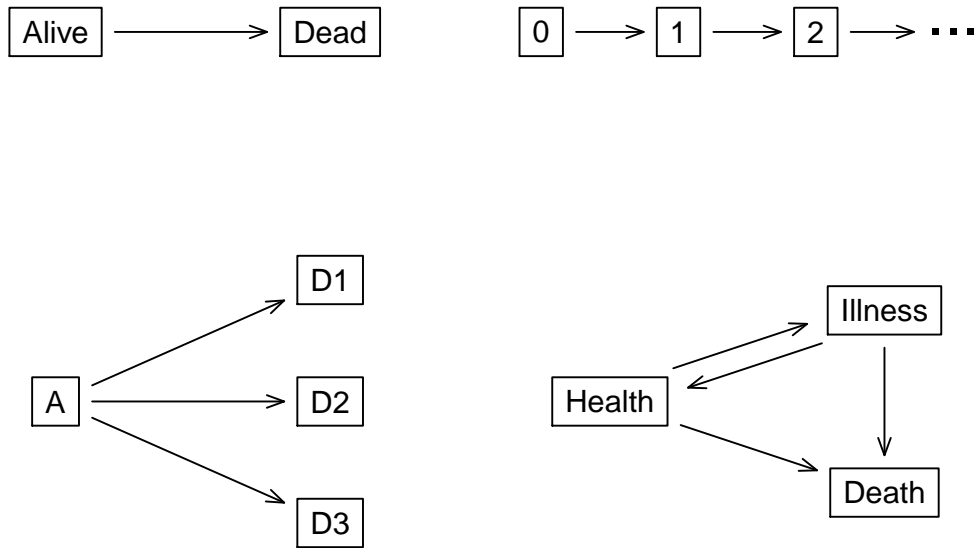 Alive Dead
0 1 2 ...
D1
A D2
D3
Illness
Health
Death